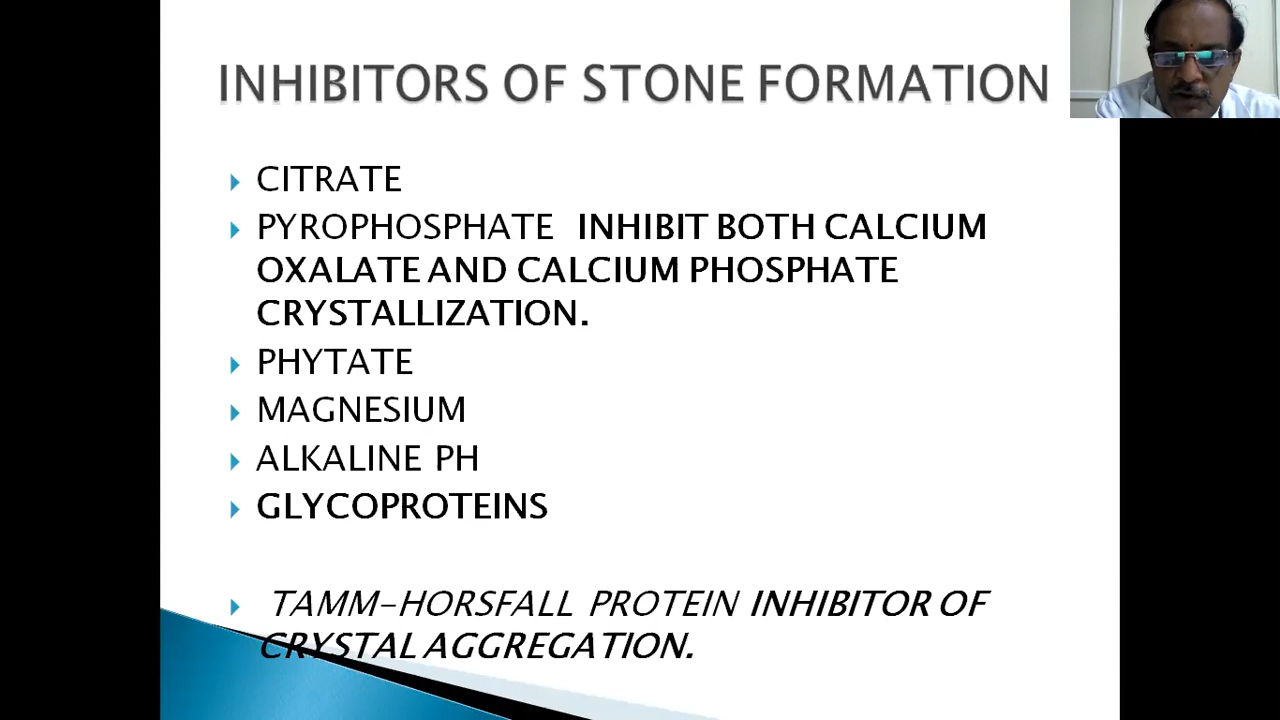 INHIBITORS OF STONE FORMATION
CITRATE
PYROPHOSPHATE INHIBIT BOTH CALCIUM
OXALATE AND CALCIUM PHOSPHATE
CRYSTALLIZATION.
PHYTATE
MAGNESIUM
ALKALINE PH
GLYCOPROTEINS
TAMM-HORSFALL PROTEIN INHIBITOR OF
CRYSTAL AGGREGATION.